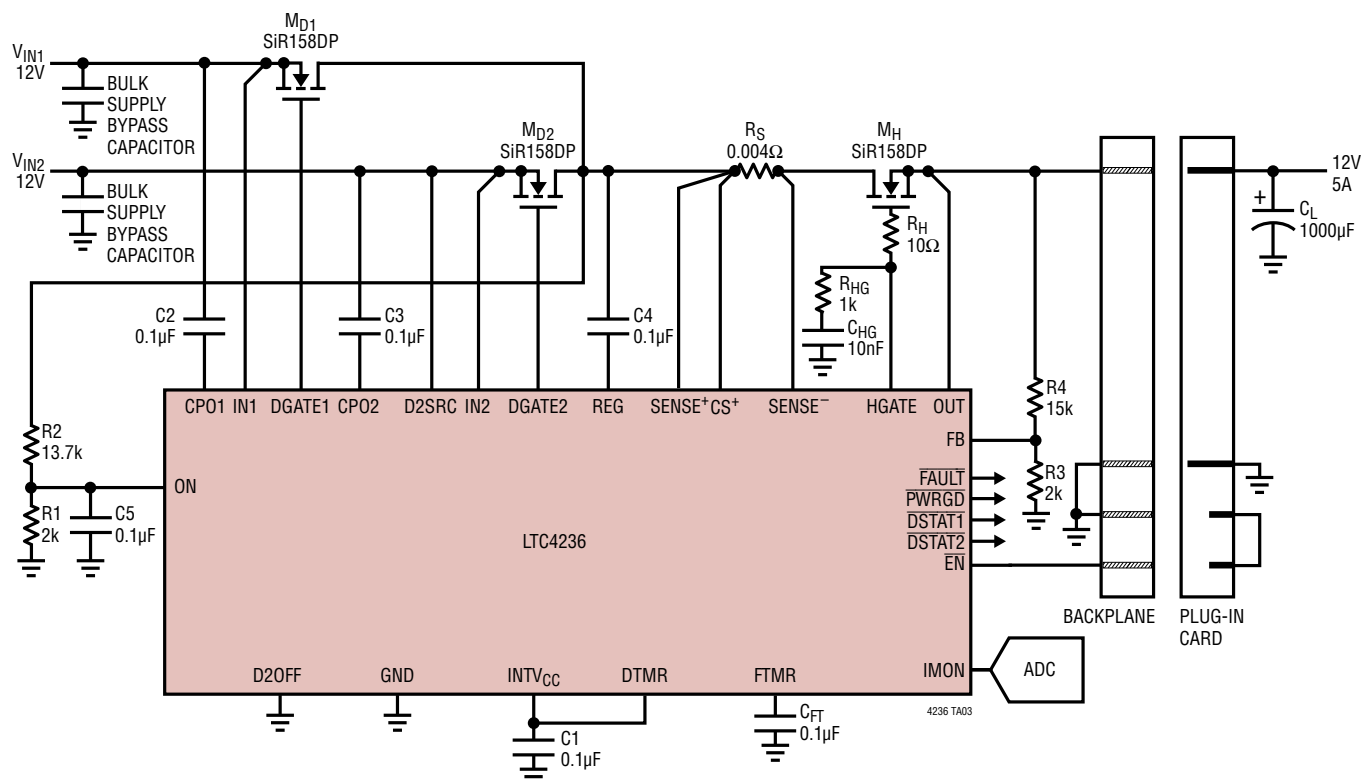 MD1
SiR158DP
VIN1
12V
BULK
SUPPLY
BYPASS
CAPACITOR
MD2
SiR158DP
RS
0.004Ω
MH
SiR158DP
VIN2
12V
BULK
SUPPLY
BYPASS
CAPACITOR
12V
5A
+
CL
1000µF
RH
10Ω
RHG
1k
CHG
10nF
C2
0.1µF
C3
0.1µF
C4
0.1µF
CPO1 IN1 DGATE1 CPO2 D2SRC IN2 DGATE2 REG SENSE+ CS+ SENSE− HGATE OUT
R4
15k
FB
R2
13.7k
R3
2k
ON
FAULT
PWRGD
DSTAT1
DSTAT2
EN
R1
2k
C5
0.1µF
LTC4236
BACKPLANE
PLUG-IN
CARD
D2OFF GND INTVCC DTMR FTMR IMON
ADC
4236 TA03
C1
0.1µF
CFT
0.1µF